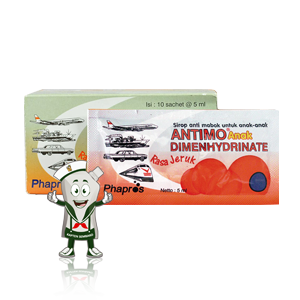 Isi : 10 sachet @ 5 ml
Sirop anti mabok untuk anak-anak
ANTIMO Anak
DIMENHYDRINATE
Rasa Jeruk
Phapros
Phapros
Netto : 5 ml